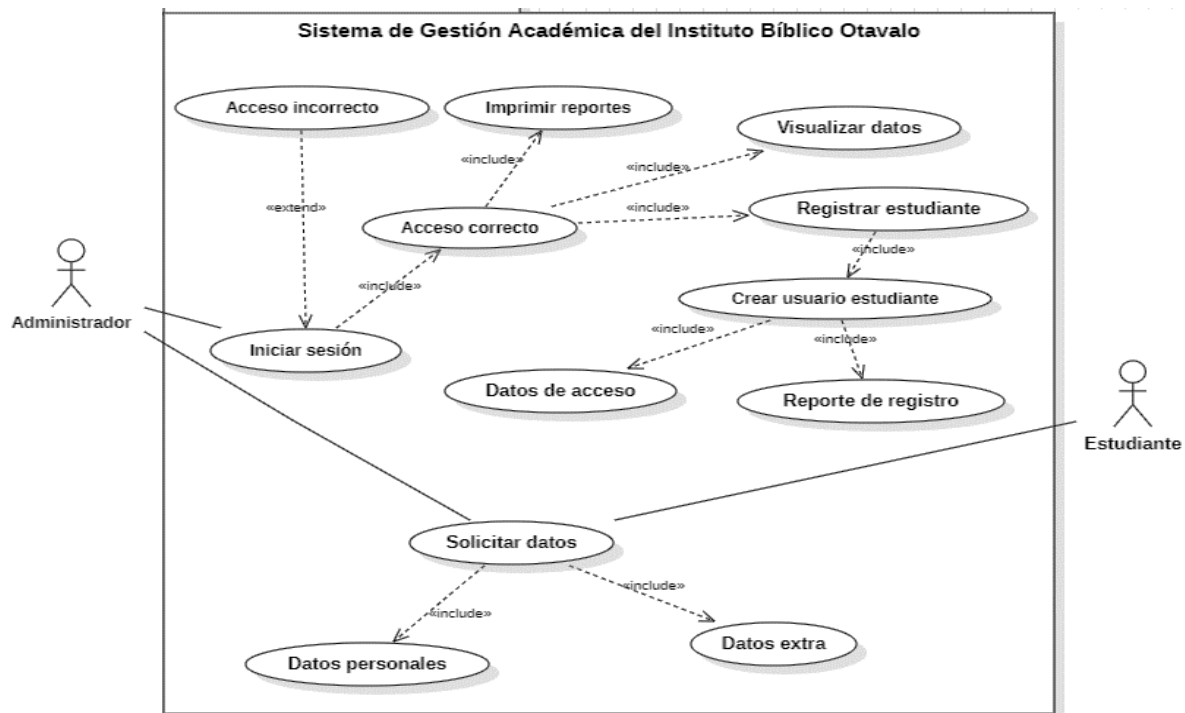 Sistema de Gestión Académica del Instituto Bíblico Otavalo
Acceso incorrecto
Imprimir reportes
Visualizar datos
«include»
«include»
«extend»
«include»
Registrar estudiante
Acceso correcto
«include»
«include»
Crear usuario estudiante
Administrador
«include»
«include»
Iniciar sesión
Datos de acceso
Reporte de registro
Estudiante
Solicitar datos
«include»
«include»
Datos extra
Datos personales